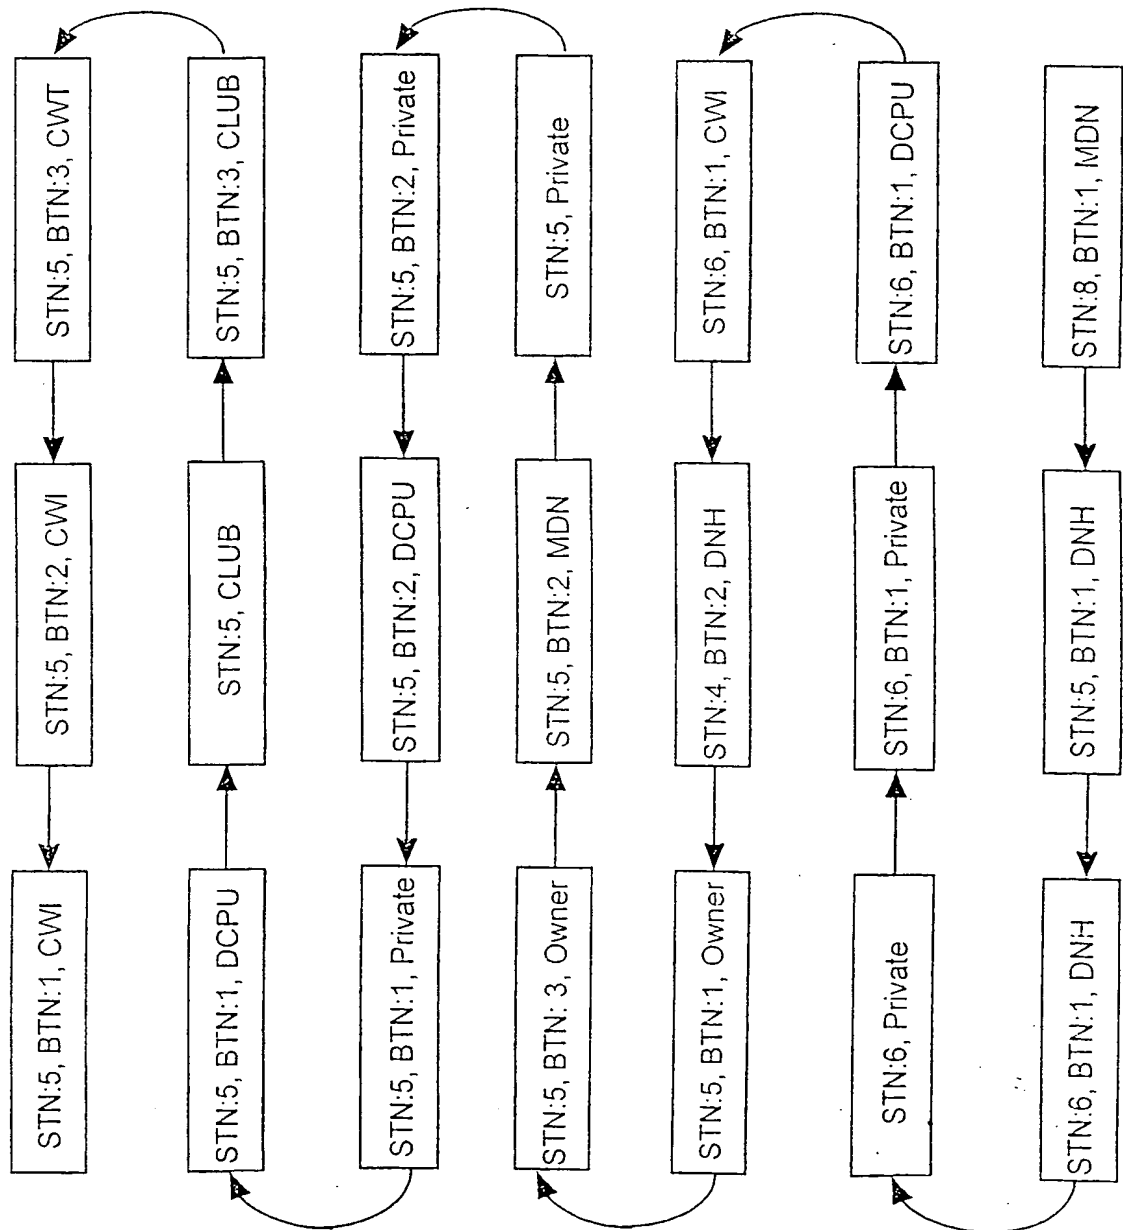 STN:5, BTN:1, CWI
STN:5, BTN:2, CWI
STN:5, BTN:3, CWT
STN:5, BTN:1, DCPU
STN:5, CLUB
STN:5, BTN:3, CLUB
STN:5, BTN:1, Private
STN:5, BTN:2, DCPU
STN:5, BTN:2, Private
STN:5, BTN: 3, Owner
STN:5, BTN:2, MDN
STN:5, Private
STN:5, BTN:1, Owner
STN:4, BTN:2, DNH
STN:6, BTN:1, CWI
STN:6, Private
STN:6, BTN:1, Private
STN:6, BTN:1, DCPU
STN:6, BTN:1, DNH
STN:5, BTN:1, DNH
STN:8, BTN:1, MDN